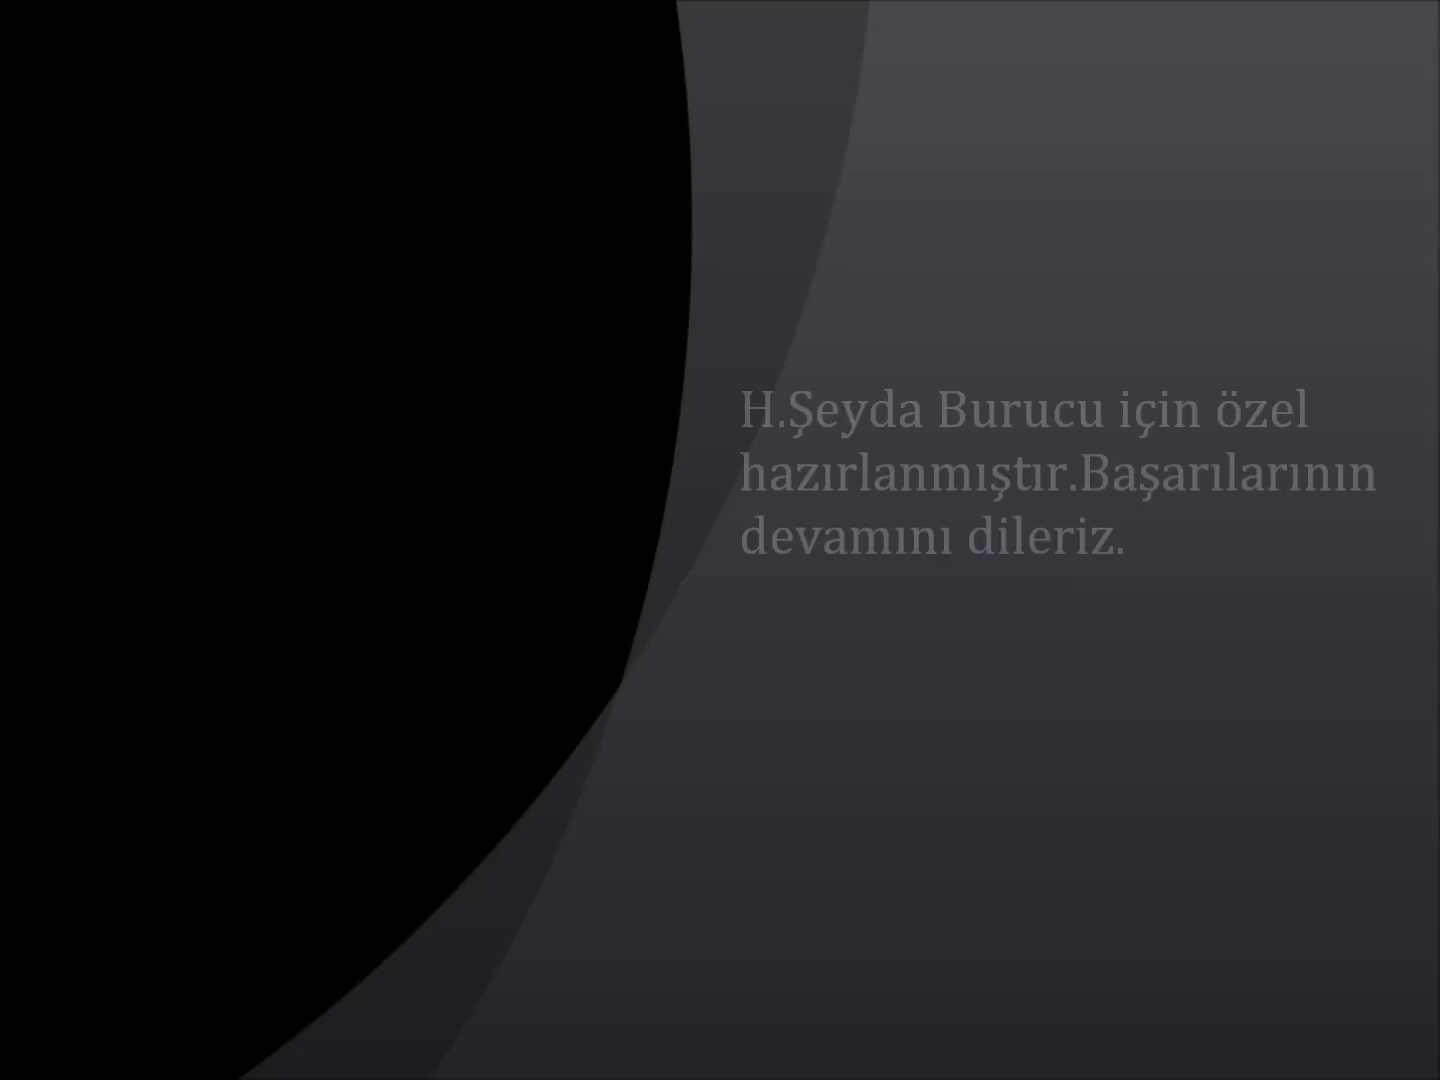 H.Şeyda Burucu için özel
hazırlanmıştır.Başarılarının
devamını dileriz.